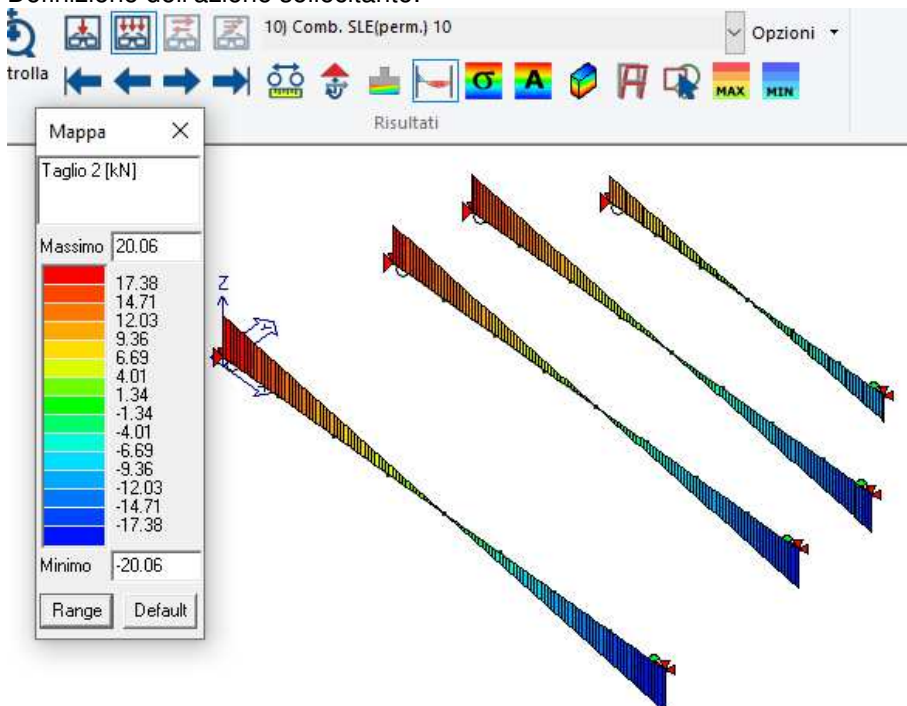 Definizione dell'azione sollecitante:
10) Comb. SLE(perm.) 10
Opzioni
trolla
σ
A
MAX
MIN
Risultati
Mappa
Taglio 2 [kN]
Massimo 20.06
17.38
14.71
12.03
9.36
6.69
4.01
1.34
-1.34
-4.01
-6.69
-9.36
-12.03
-14.71
-17.38
Minimo -20.06
Range Default
Z